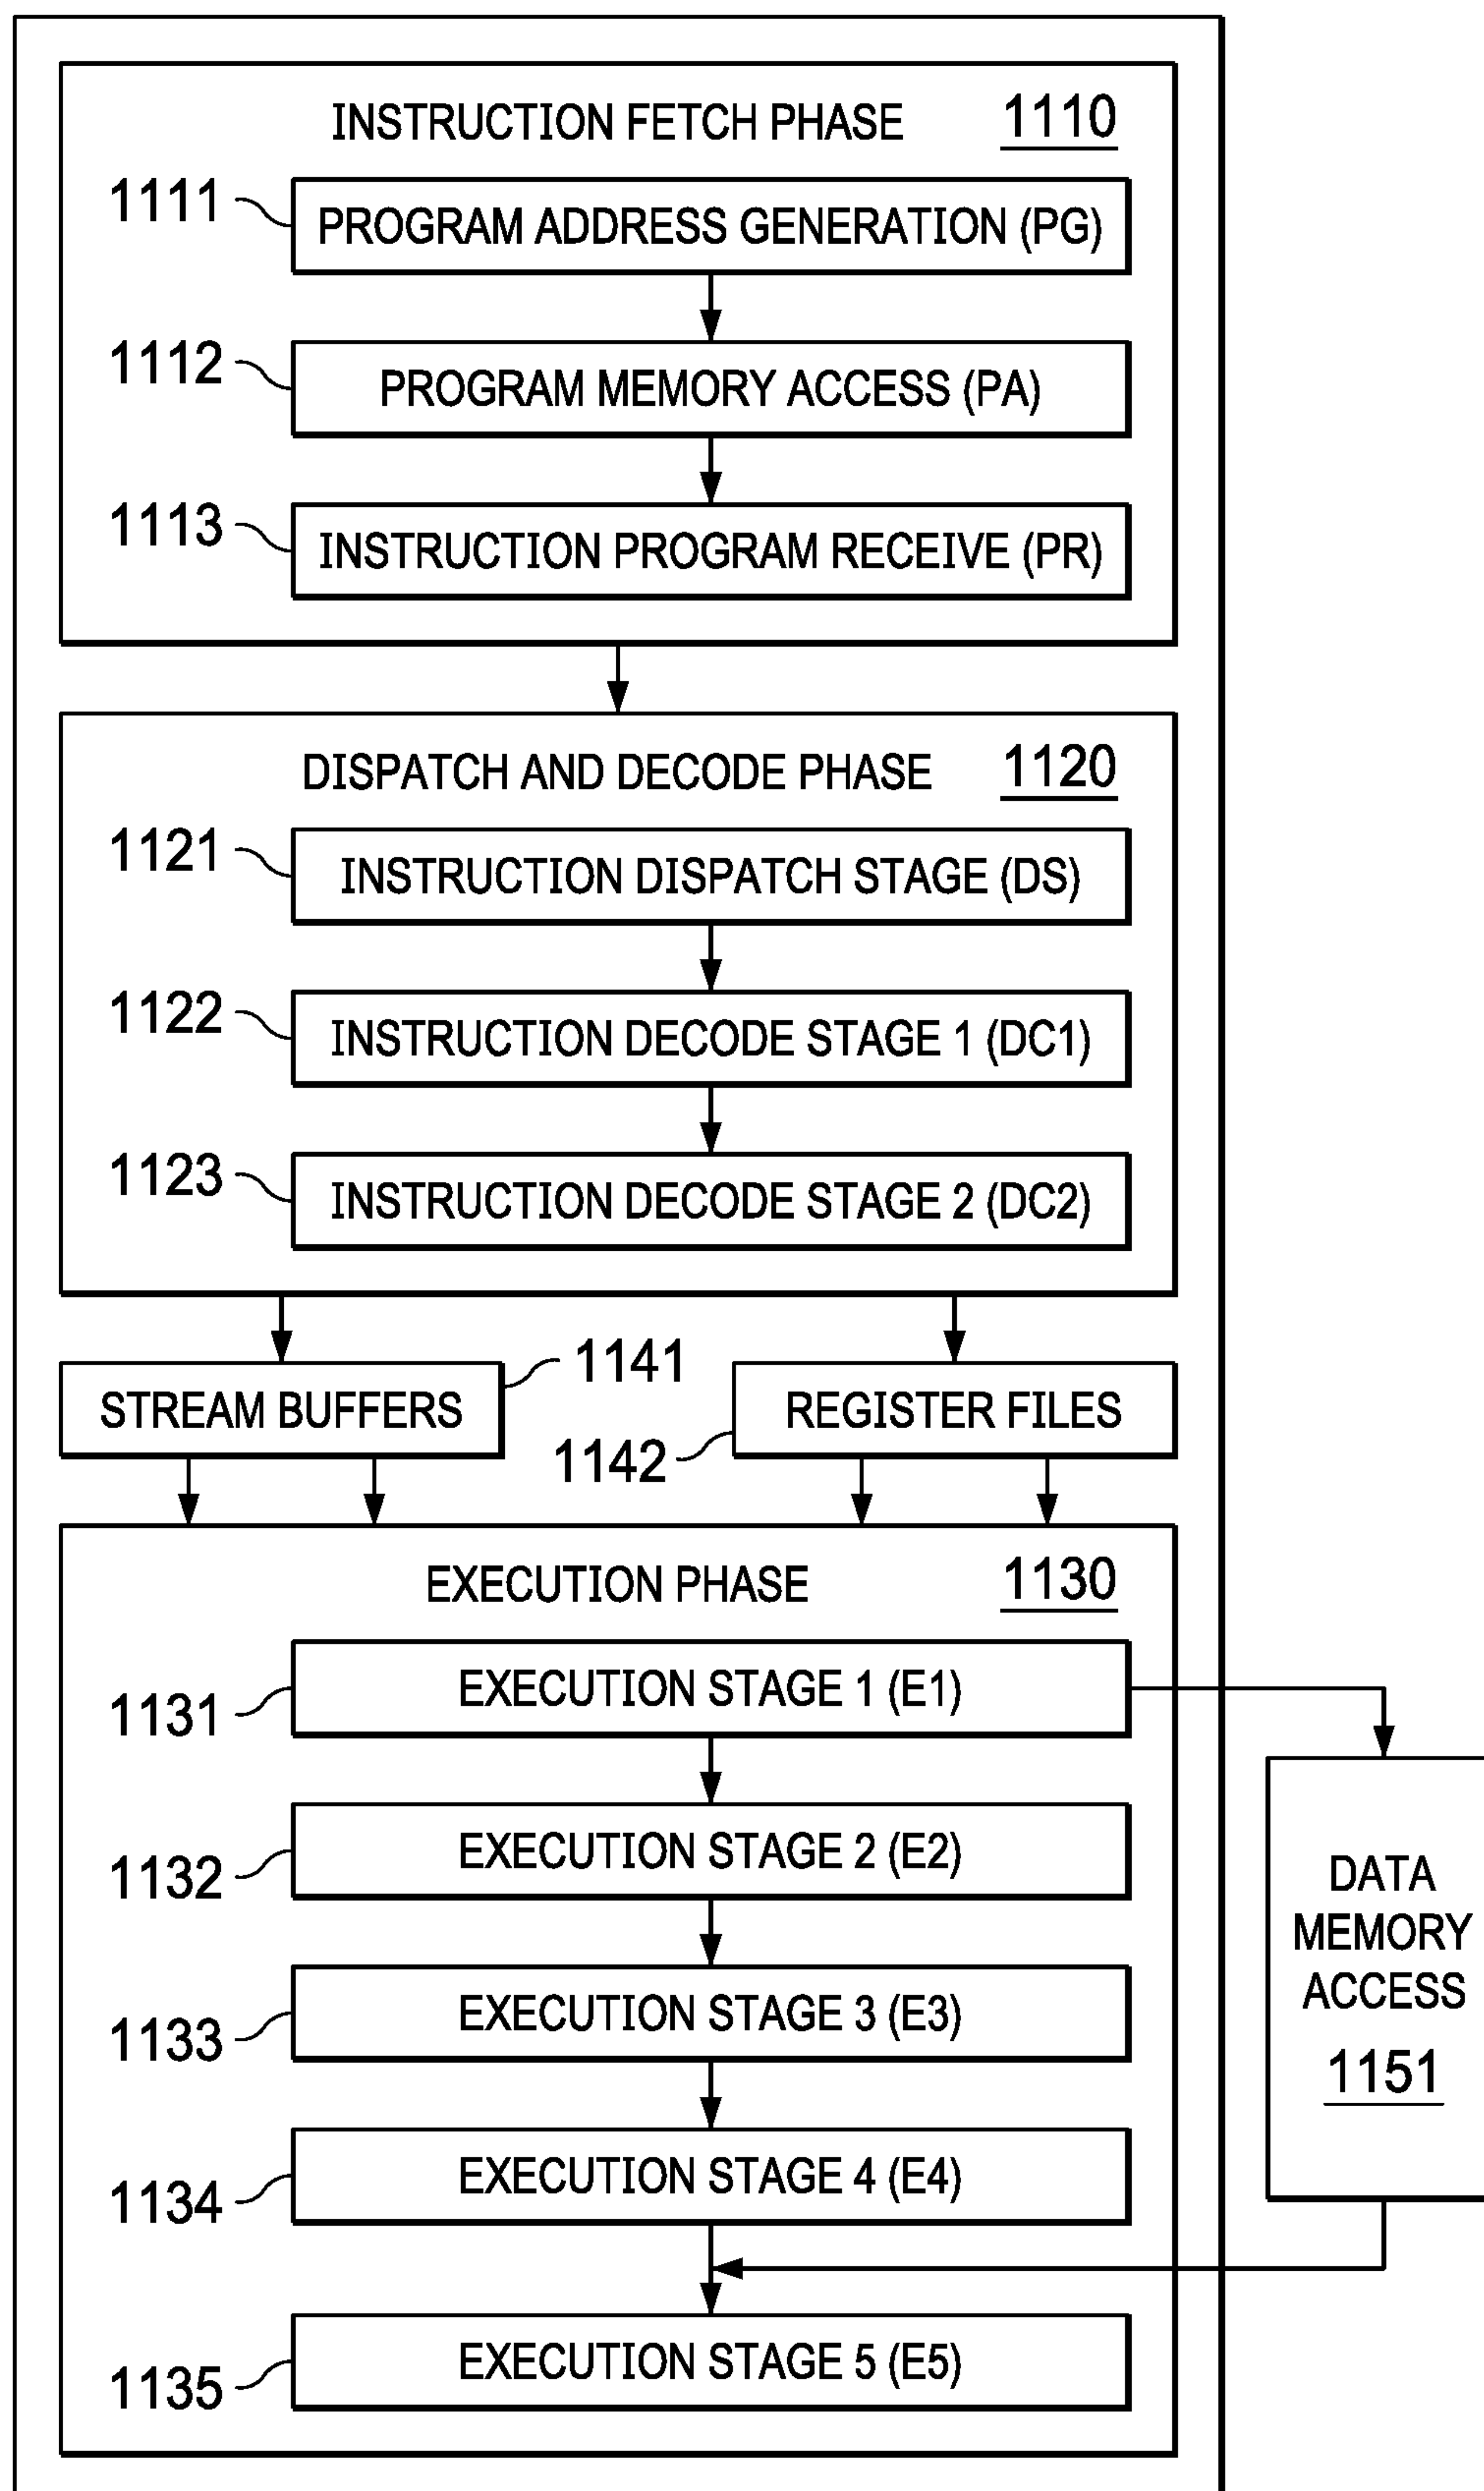 INSTRUCTION FETCH PHASE 1110
1111
PROGRAM ADDRESS GENERATION (PG)
1112
PROGRAM MEMORY ACCESS (PA)
1113
INSTRUCTION PROGRAM RECEIVE (PR)
DISPATCH AND DECODE PHASE 1120
1121
INSTRUCTION DISPATCH STAGE (DS)
1122
INSTRUCTION DECODE STAGE 1 (DC1)
1123
INSTRUCTION DECODE STAGE 2 (DC2)
STREAM BUFFERS
1141
REGISTER FILES
1142
EXECUTION PHASE 1130
1131
EXECUTION STAGE 1 (E1)
1132
EXECUTION STAGE 2 (E2)
1133
EXECUTION STAGE 3 (E3)
1134
EXECUTION STAGE 4 (E4)
1135
EXECUTION STAGE 5 (E5)
DATA
MEMORY
ACCESS
1151